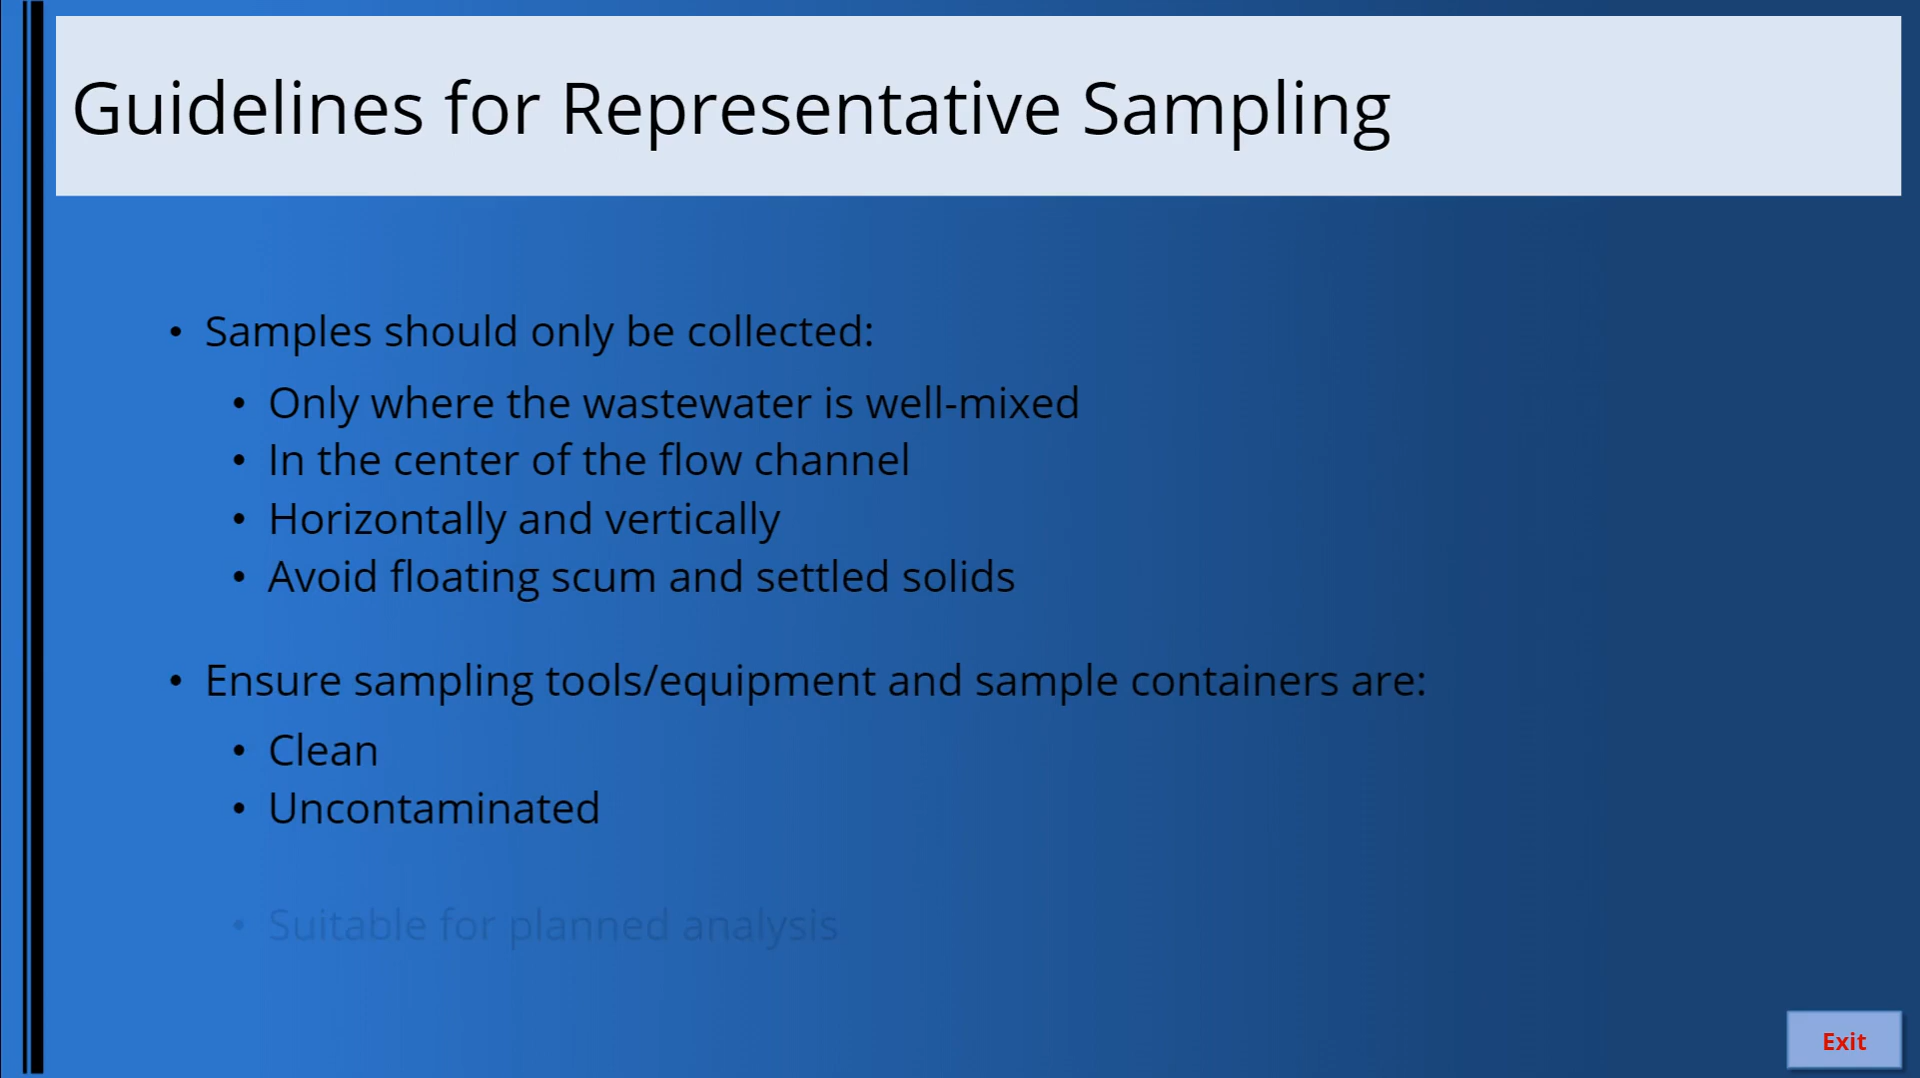 Guidelines for Representative Sampling
• Samples should only be collected:
• Only where the wastewater is well-mixed
• In the center of the flow channel
• Horizontally and vertically
• Avoid floating scum and settled solids
• Ensure sampling tools/equipment and sample containers are:
• Clean
• Uncontaminated
• Suitable for planned analysis
Exit